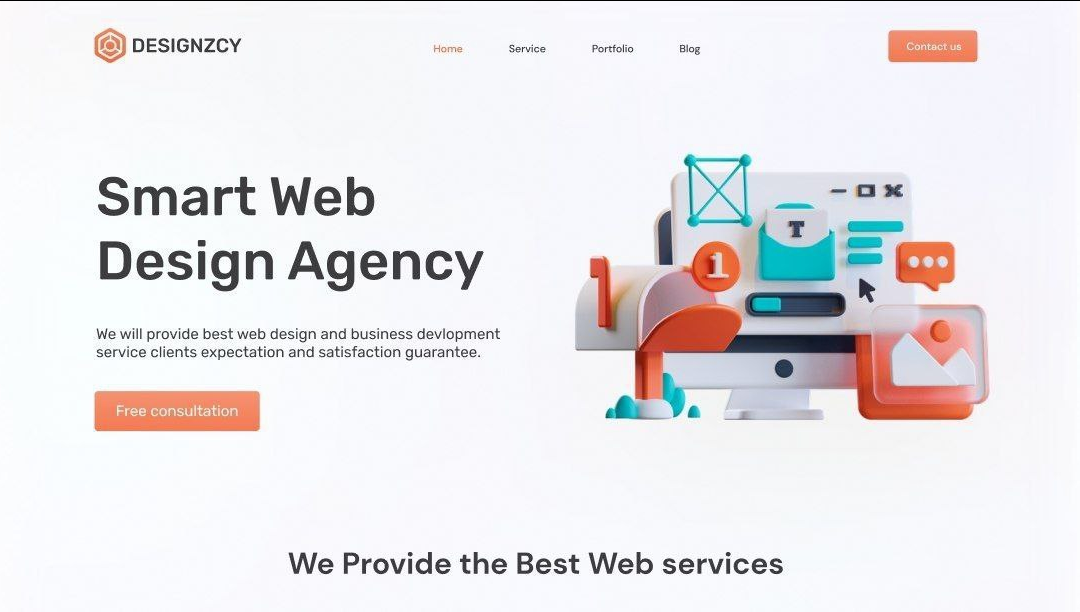 DESIGNZCY
Home
Service
Portfolio
Blog
Contact us
Smart Web
Design Agency
We will provide best web design and business devlopment
service clients expectation and satisfaction guarantee.
Free consultation
T
1
We Provide the Best Web services